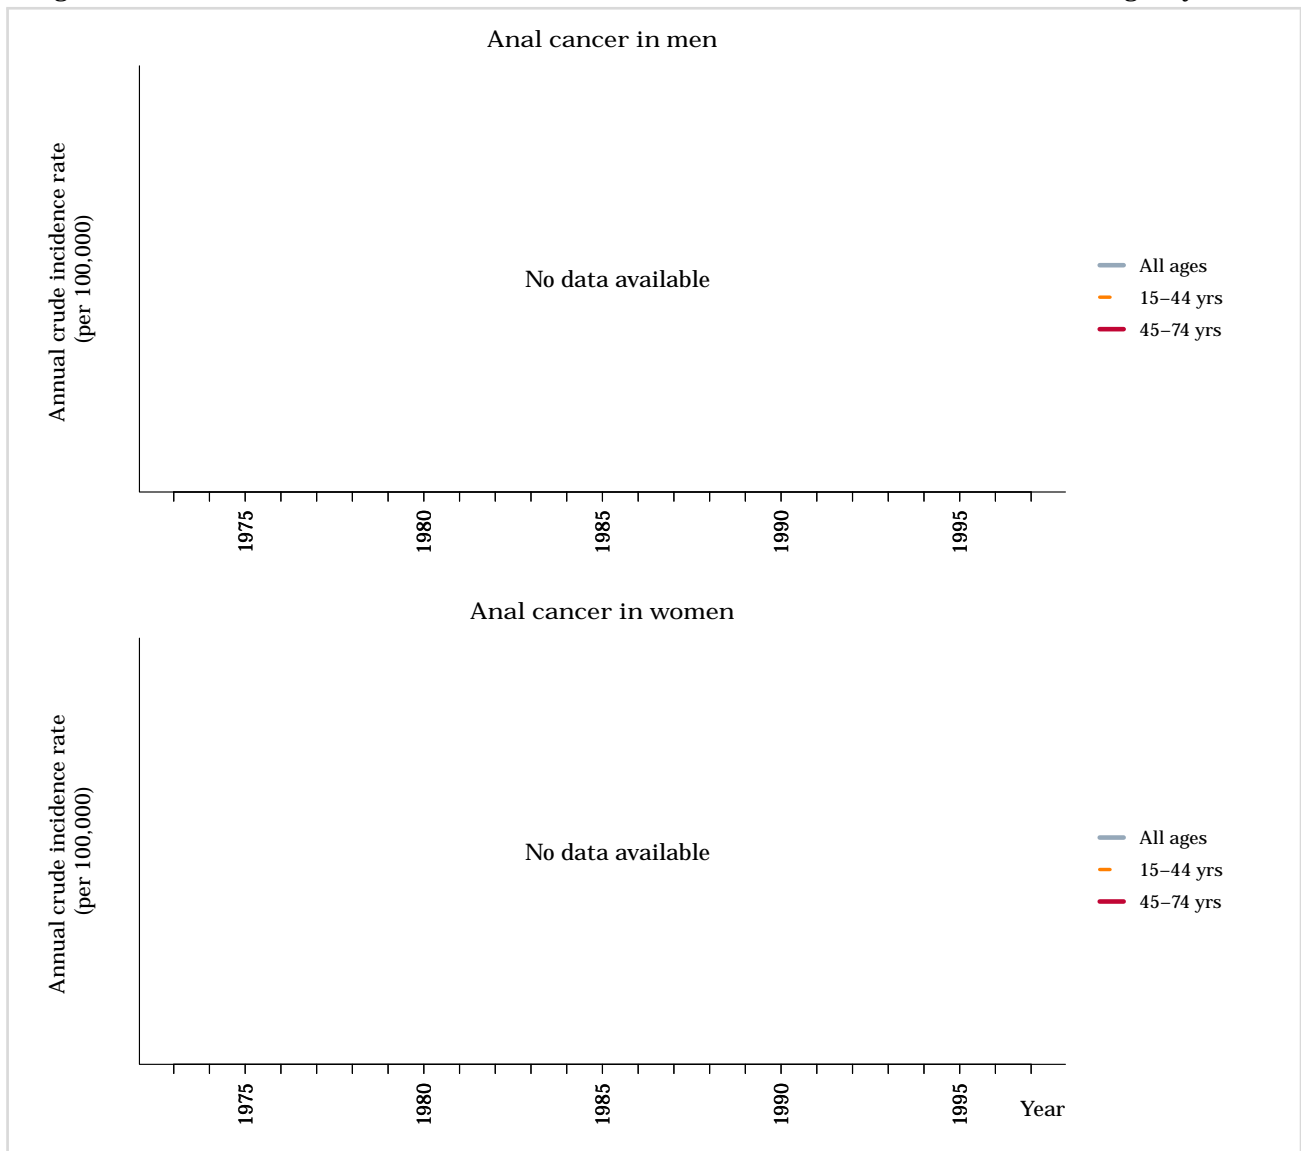 Anal cancer in men
Annual crude incidence rate
(per 100,000)
No data available
All ages
15–44 yrs
45–74 yrs
1975
1980
1985
1990
1995
Anal cancer in women
Annual crude incidence rate
(per 100,000)
No data available
All ages
15–44 yrs
45–74 yrs
1975
1980
1985
1990
1995
Year